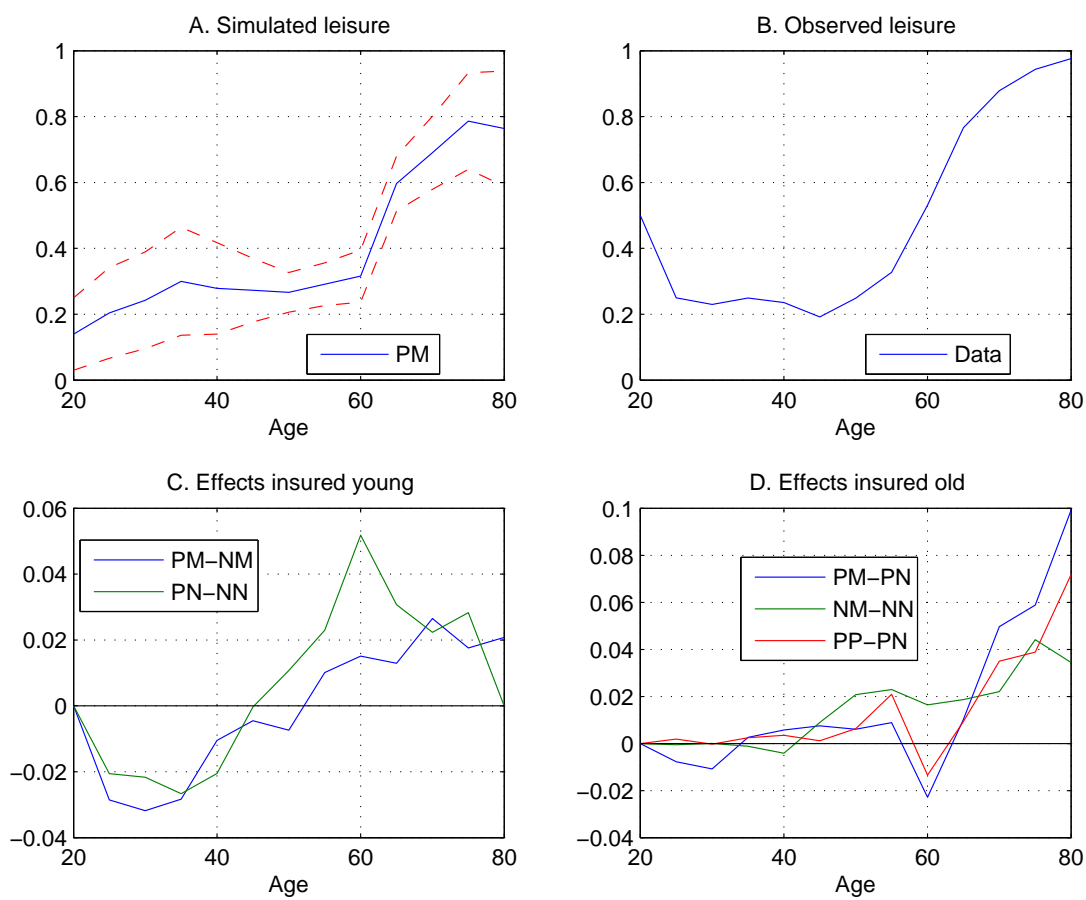 A. Simulated leisure
1
0.8
0.6
0.4
0.2
0
20
40
60
80
Age
PM
B. Observed leisure
1
0.8
0.6
0.4
0.2
0
20
40
60
80
Age
Data
C. Effects insured young
0.06
0.04
0.02
0
−0.02
−0.04
20
40
60
80
Age
PM−NM
PN−NN
D. Effects insured old
0.1
0.08
0.06
0.04
0.02
0
−0.02
−0.04
20
40
60
80
Age
PM−PN
NM−NN
PP−PN